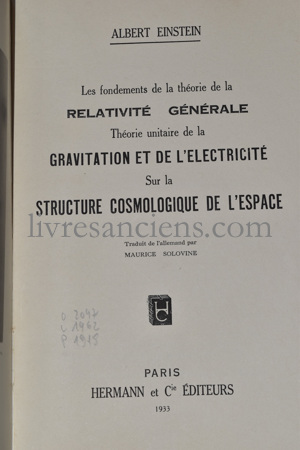 ALBERT EINSTEIN
Les fondements de la théorie de la
RELATIVITÉ GÉNÉRALE
Théorie unitaire de la
GRAVITATION ET DE L'ELECTRICITÉ
Sur la
STRUCTURE COSMOLOGIQUE DE L'ESPACE
livresanciens.com
Traduit de l'allemand par
MAURICE SOLOVINE
HC
PARIS
HERMANN et Cie ÉDITEURS
1933